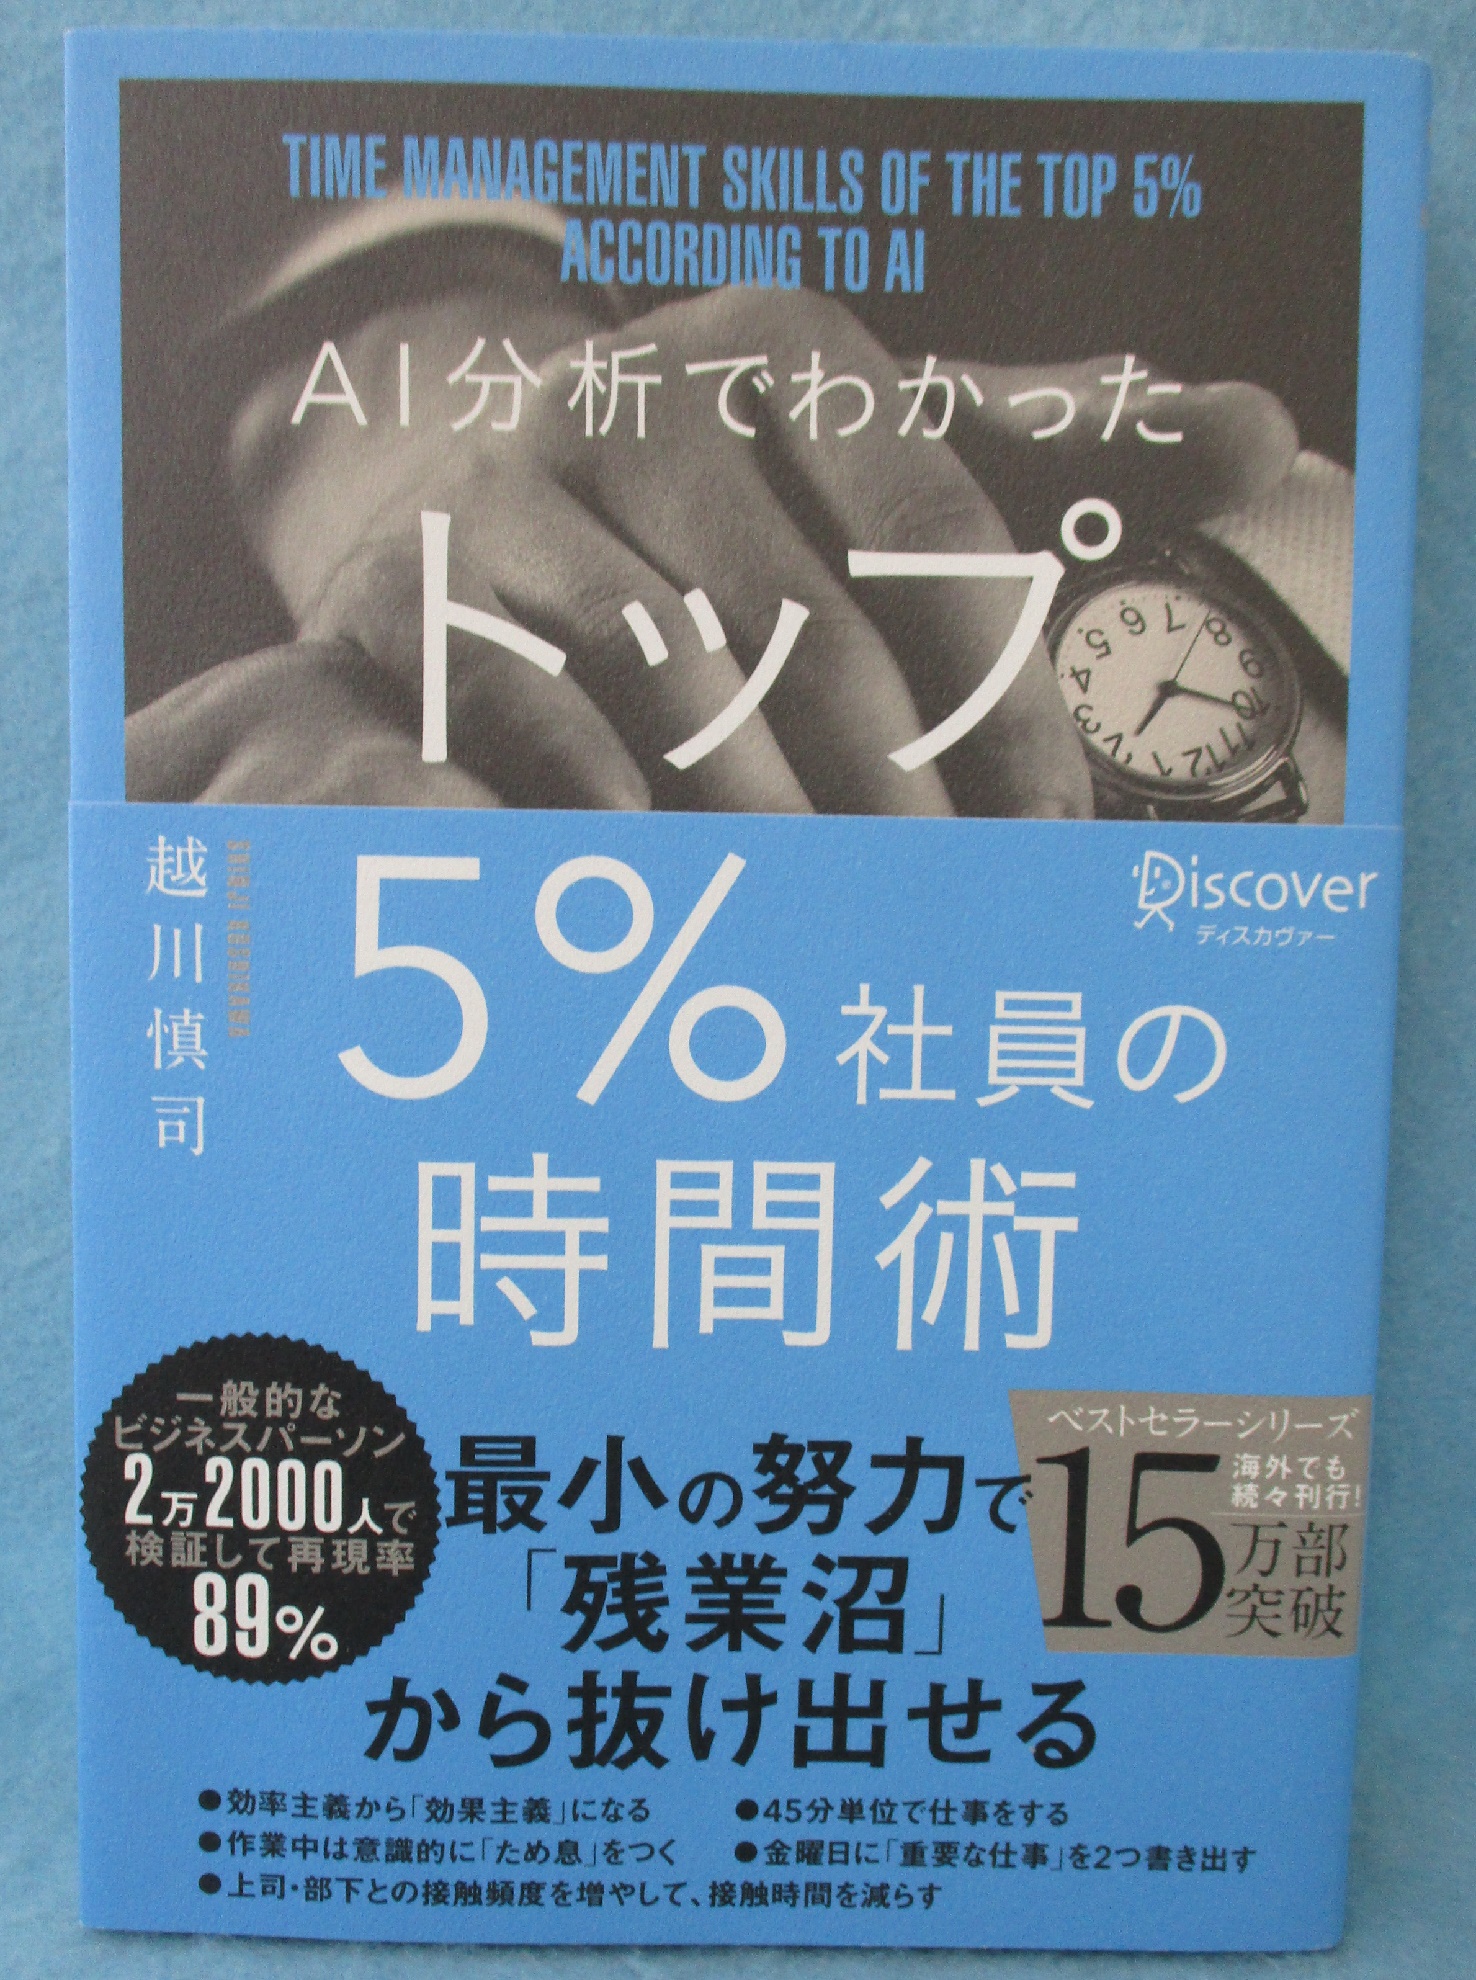 TIME MANAGEMENT SKILLS OF THE TOP 5%
ACCORDING TO AI
AI分析でわかった
トップ
5%社員の
時間術
越川慎司
SHINJI KOSHIKAWA
Discover
ディスカヴァー
一般的な
ビジネスパーソン
2万2000人で
検証して再現率
89%
最小の努力で
「残業沼」
から抜け出せる
ベストセラーシリーズ
海外でも
続々刊行!
15万部
突破
●効率主義から「効果主義」になる
●作業中は意識的に「ため息」をつく
●上司・部下との接触頻度を増やして、接触時間を減らす
●45分単位で仕事をする
●金曜日に「重要な仕事」を2つ書き出す